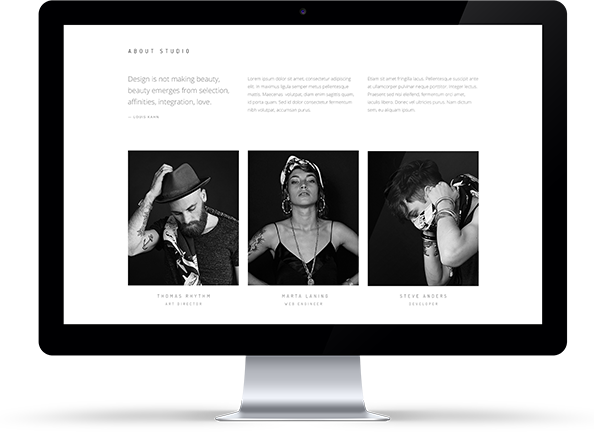 ABOUT STUDIO
Design is not making beauty,
beauty emerges from selection,
affinities, integration, love.
— LOUIS KAHN
Lorem ipsum dolor sit amet, consectetur adipiscing
elit. In maximus ligula semper metus pellentesque
mattis. Maecenas volutpat, diam enim sagittis quam,
id porta quam. Sed id dolor consectetur fermentum
nibh volutpat, accumsan purus.
Etiam sit amet fringilla lacus. Pellentesque suscipit ante
at ullamcorper pulvinar neque porttitor. Integer lectus.
Praesent sed nisi eleifend, fermentum orci amet,
iaculis libero. Donec vel ultrices purus. Nam dictum
sem, eu aliquam ipsum.
THOMAS RHYTHM
ART DIRECTOR
MARTA LANING
WEB ENGINEER
STEVE ANDERS
DEVELOPER